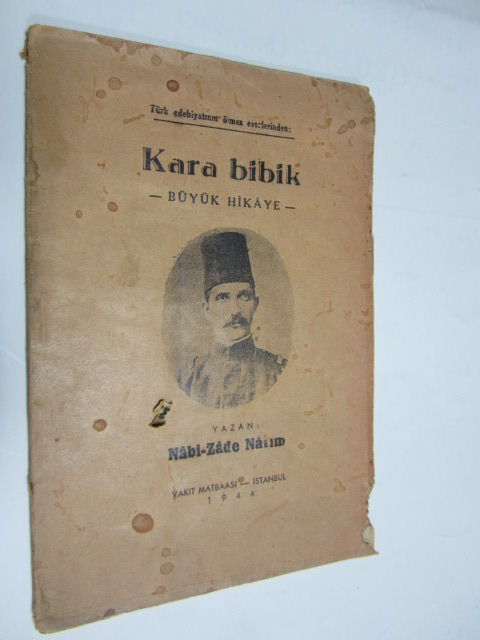 Türk edebiyatının ölmez eserlerinden:
Kara bibik
— BÜYÜK HİKÂYE —
YAZAN:
Nâbi-Zâde Nâzım
VAKIT MATBAASI — İSTANBUL
1944